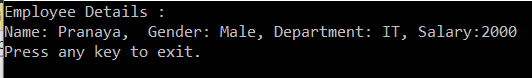 Employee Details :
Name: Pranaya,  Gender: Male, Department: IT, Salary:2000
Press any key to exit.